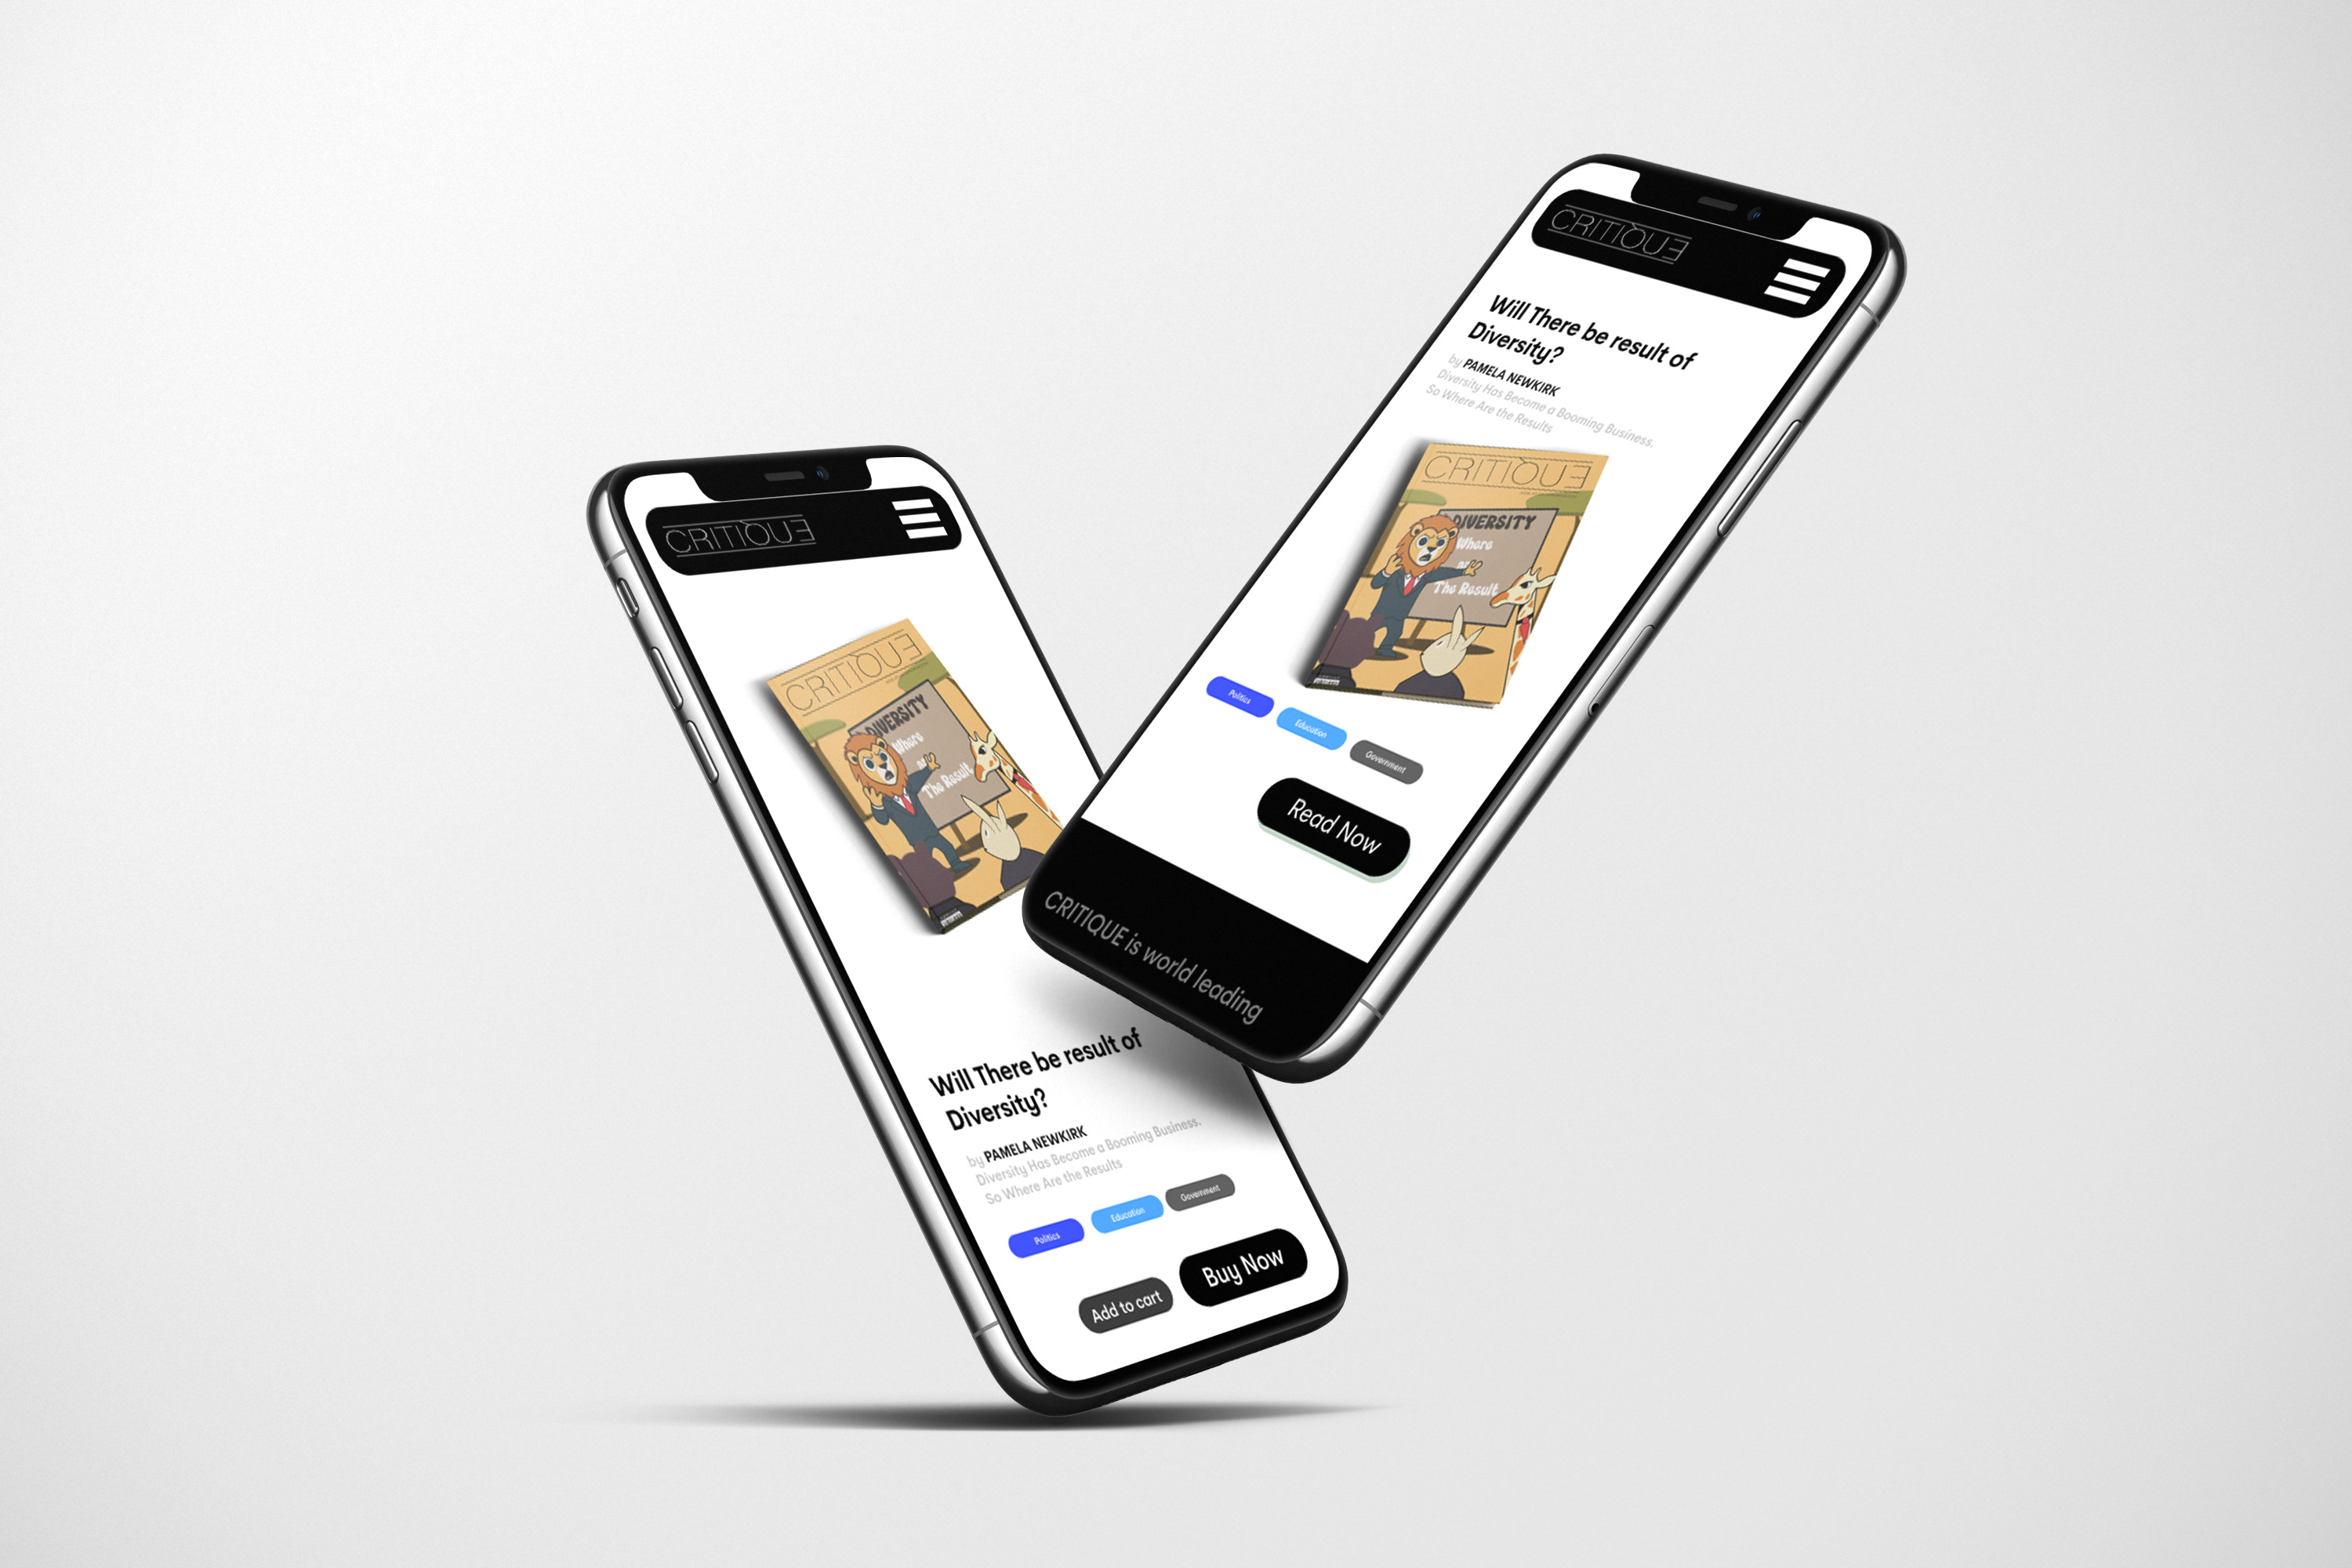 CRITIQUE
CRITIQUE
DIVERSITY
Where
The Result
Will There be result of
Diversity?
by PAMELA NEWKIRK
Diversity Has Become a Booming Business.
So Where Are the Results
Politics
Education
Government
Add to cart
Buy Now
CRITIQUE
Will There be result of
Diversity?
by PAMELA NEWKIRK
Diversity Has Become a Booming Business.
So Where Are the Results
CRITIQUE
DIVERSITY
Where
The Result
Politics
Education
Government
Read Now
CRITIQUE is world leading